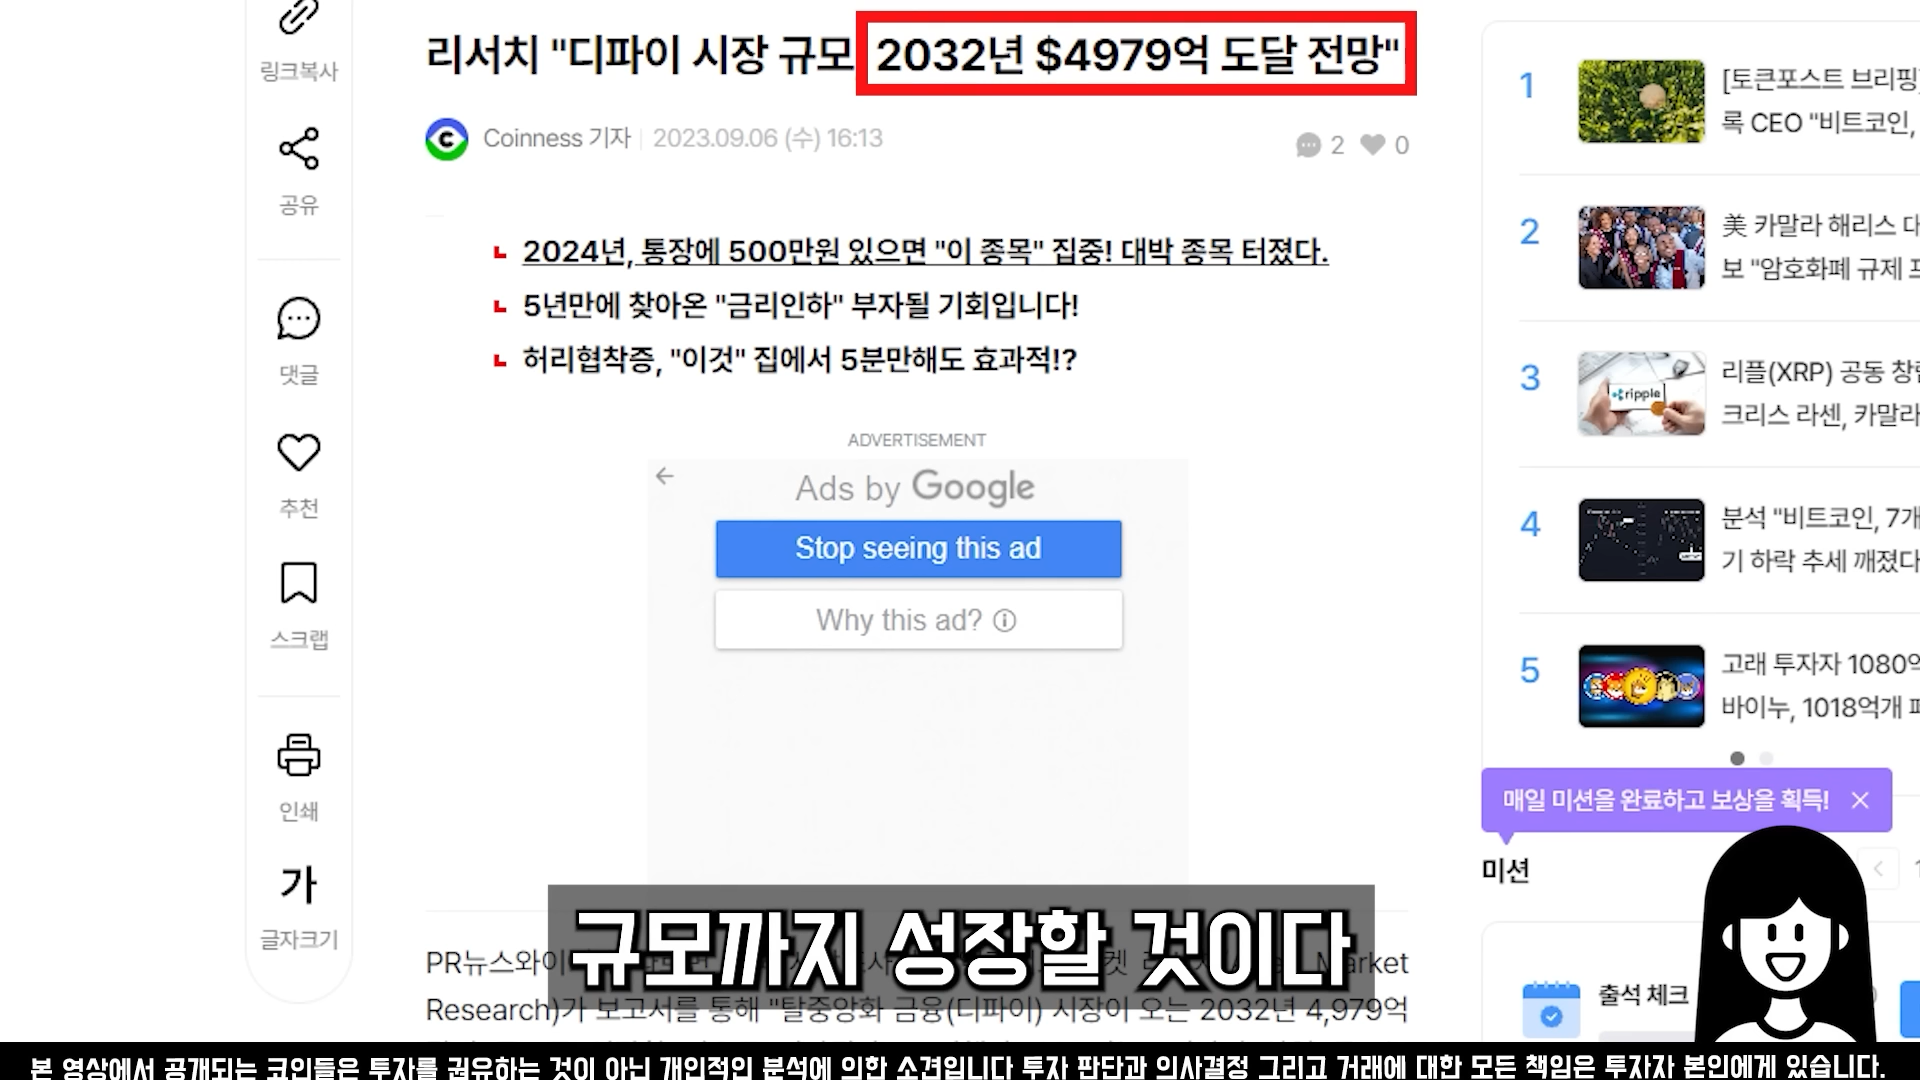 링크복사
공유
댓글
추천
스크랩
인쇄
가
글자크기
리서치 "디파이 시장 규모 2032년 $4979억 도달 전망"
Coinness 기자 2023.09.06 (수) 16:13
2 0
2024년, 통장에 500만원 있으면 "이 종목" 집중! 대박 종목 터졌다.
5년만에 찾아온 "금리인하" 부자될 기회입니다!
허리협착증, "이것" 집에서 5분만해도 효과적!?
ADVERTISEMENT
Ads by Google
Stop seeing this ad
Why this ad?
PR뉴스와이 Market
Research)가 보고서를 통해 "탈중앙화 금융(디파이) 시장이 오는 2032년 4,979억
규모까지 성장할 것이다
1
[토큰포스트 브리핑]
록 CEO "비트코인,
2
美 카말라 해리스 대
보 "암호화폐 규제
3
ripple
리플(XRP) 공동 창립
크리스 라센, 카말라
4
분석 "비트코인, 7개
기 하락 추세 깨졌다
5
고래 투자자 1080억
바이누, 1018억개
매일 미션을 완료하고 보상을 획득!
미션
출석 체크
본 영상에서 공개되는 코인들은 투자를 권유하는 것이 아닌 개인적인 분석에 의한 소견입니다 투자 판단과 의사결정 그리고 거래에 대한 모든 책임은 투자자 본인에게 있습니다.